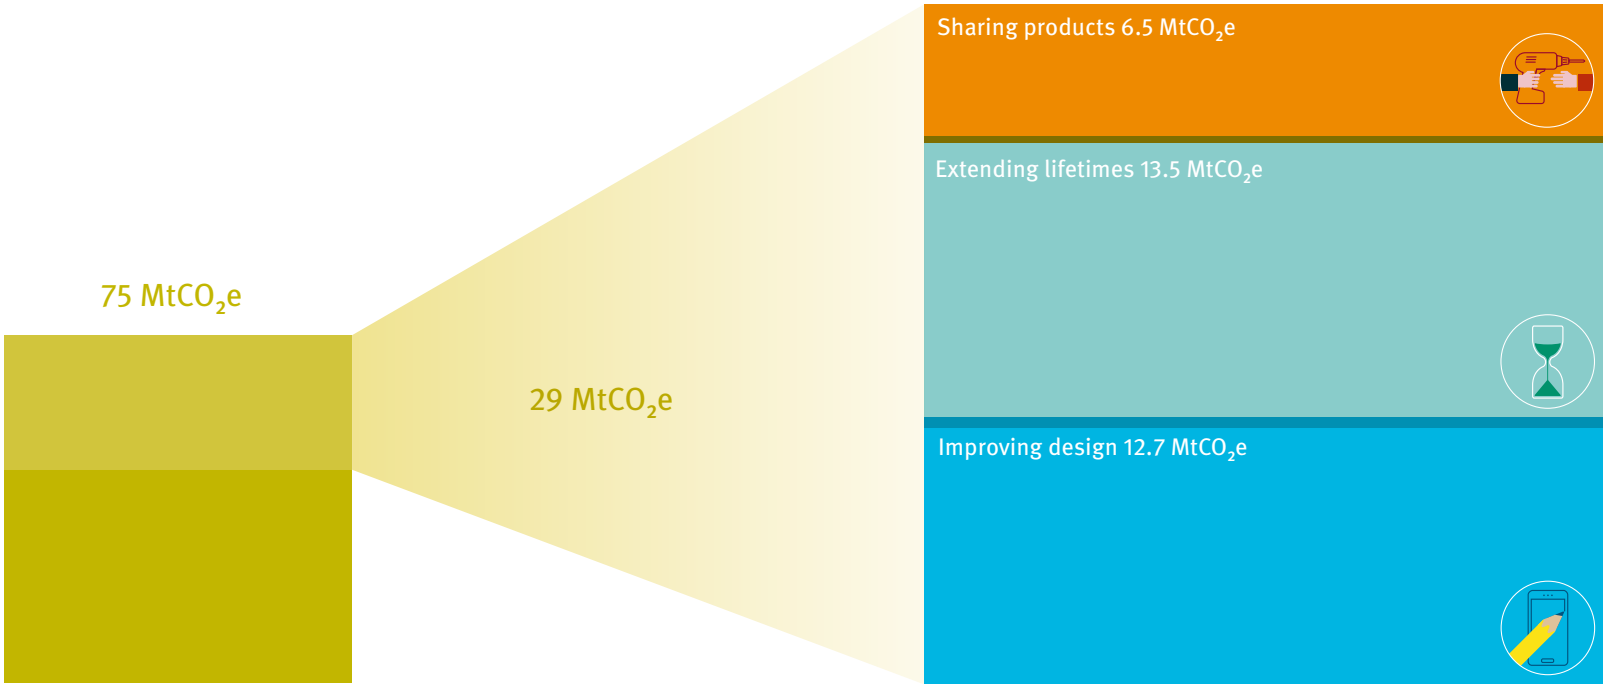 Sharing products 6.5 MtCO₂e
Extending lifetimes 13.5 MtCO₂e
75 MtCO₂e
29 MtCO₂e
Improving design 12.7 MtCO₂e